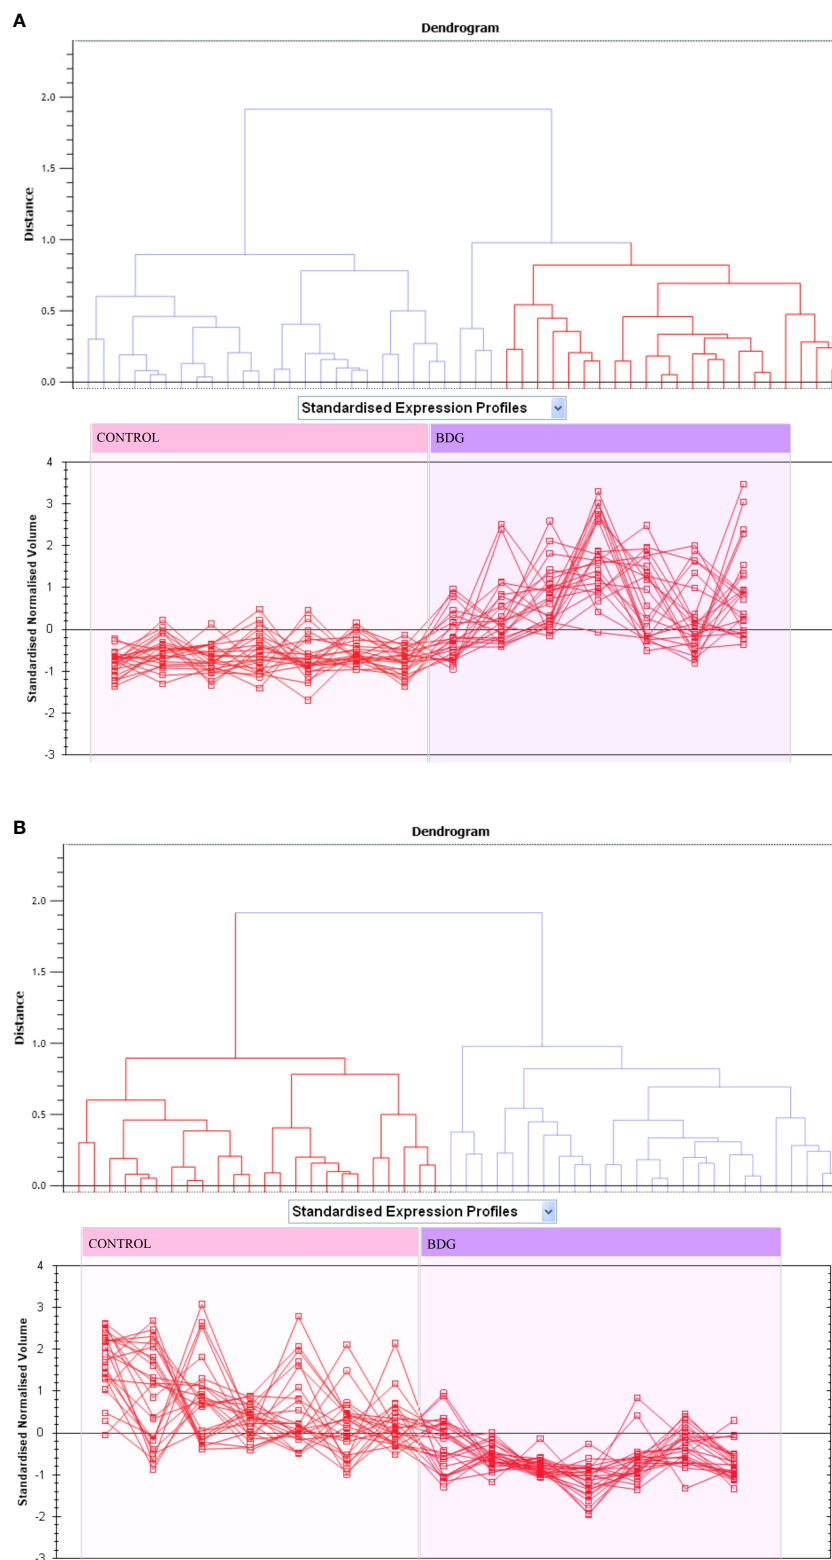 A
Dendrogram
Distance
2.0
1.5
1.0
0.5
0.0
Standardised Expression Profiles
CONTROL
BDG
Standardised Normalised Volume
4
3
2
1
0
-1
-2
-3
B
Dendrogram
Distance
2.0
1.5
1.0
0.5
0.0
Standardised Expression Profiles
CONTROL
BDG
Standardised Normalised Volume
4
3
2
1
0
-1
-2
-3